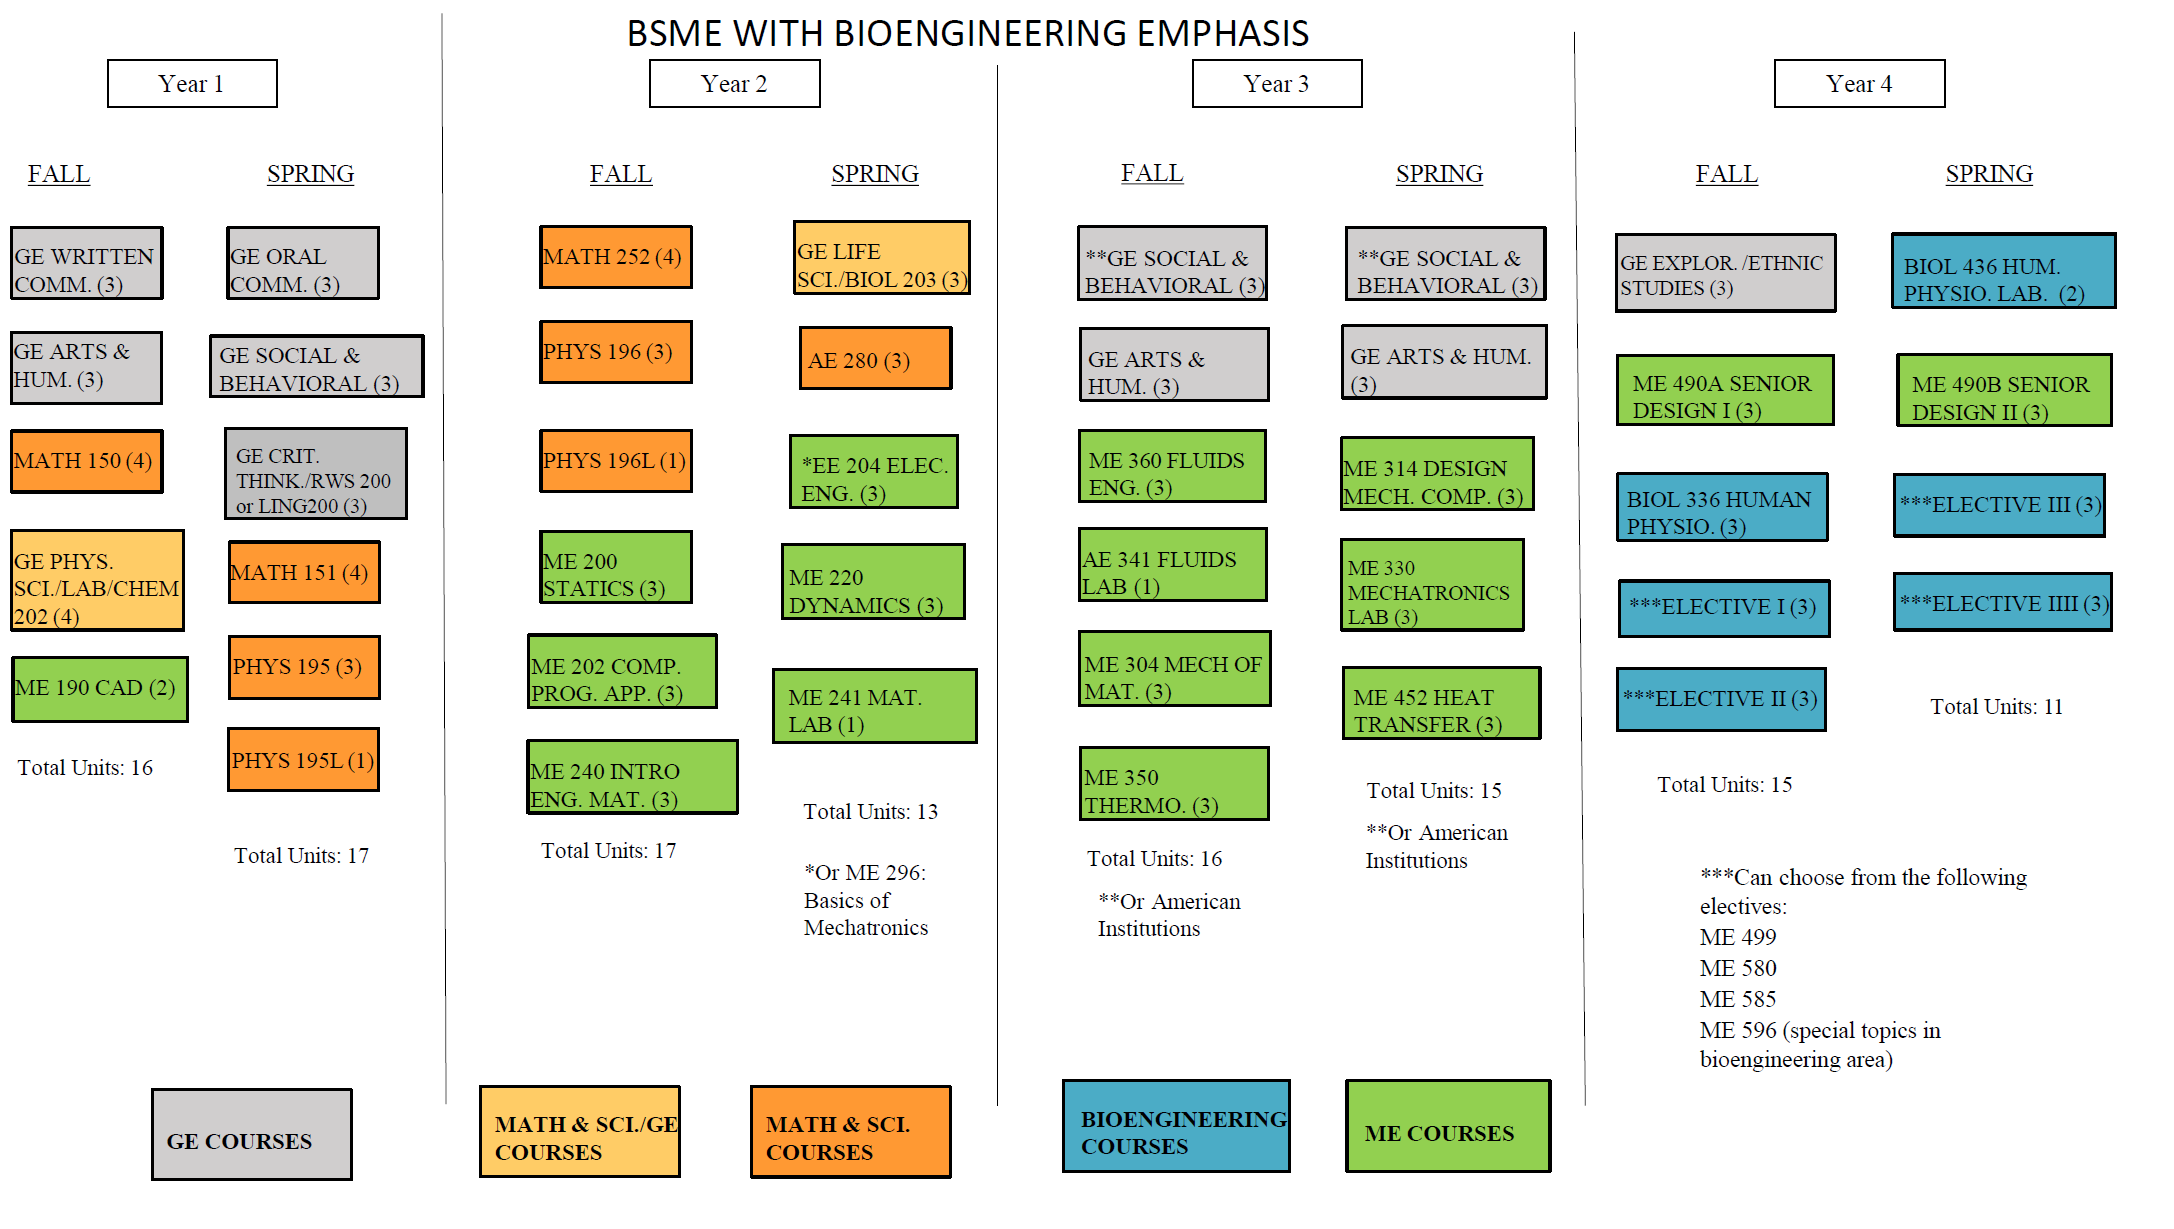 BSME WITH BIOENGINEERING EMPHASIS
Year 1
FALL
GE WRITTEN
COMM. (3)
GE ARTS &
HUM. (3)
MATH 150 (4)
GE PHYS.
SCI./LAB/CHEM
202 (4)
ME 190 CAD (2)
Total Units: 16
SPRING
GE ORAL
COMM. (3)
GE SOCIAL &
BEHAVIORAL (3)
GE CRIT.
THINK./RWS 200
or LING200 (3)
MATH 151 (4)
PHYS 195 (3)
PHYS 195L (1)
Total Units: 17
Year 2
FALL
MATH 252 (4)
PHYS 196 (3)
PHYS 196L (1)
ME 200
STATICS (3)
ME 202 COMP.
PROG. APP. (3)
ME 240 INTRO
ENG. MAT. (3)
Total Units: 17
SPRING
GE LIFE
SCI./BIOL 203 (3)
AE 280 (3)
*EE 204 ELEC.
ENG. (3)
ME 220
DYNAMICS (3)
ME 241 MAT.
LAB (1)
Total Units: 13
*Or ME 296:
Basics of
Mechatronics
Year 3
FALL
**GE SOCIAL &
BEHAVIORAL (3)
GE ARTS &
HUM. (3)
ME 360 FLUIDS
ENG. (3)
AE 341 FLUIDS
LAB (1)
ME 304 MECH OF
MAT. (3)
ME 350
THERMO. (3)
Total Units: 16
**Or American
Institutions
SPRING
**GE SOCIAL &
BEHAVIORAL (3)
GE ARTS & HUM.
(3)
ME 314 DESIGN
MECH. COMP. (3)
ME 330
MECHATRONICS
LAB (3)
ME 452 HEAT
TRANSFER (3)
Total Units: 15
**Or American
Institutions
Year 4
FALL
GE EXPLOR. /ETHNIC
STUDIES (3)
ME 490A SENIOR
DESIGN I (3)
BIOL 336 HUMAN
PHYSIO. (3)
***ELECTIVE I (3)
***ELECTIVE II (3)
Total Units: 15
SPRING
BIOL 436 HUM.
PHYSIO. LAB. (2)
ME 490B SENIOR
DESIGN II (3)
***ELECTIVE III (3)
***ELECTIVE IIII (3)
Total Units: 11
***Can choose from the following
electives:
ME 499
ME 580
ME 585
ME 596 (special topics in
bioengineering area)
GE COURSES
MATH & SCI./GE
COURSES
MATH & SCI.
COURSES
BIOENGINEERING
COURSES
ME COURSES